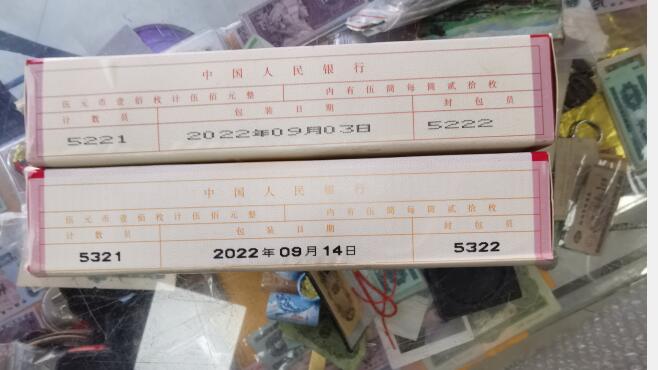 中国人民银行
伍元币壹佰枚计伍佰元整 内有伍筒每筒贰拾枚
计数员 包装日期 封包员
5221 2022年09月03日 5222
中国人民银行
伍元币壹佰枚计伍佰元整 内有伍筒每筒贰拾枚
计数员 包装日期 封包员
5321 2022年09月14日 5322